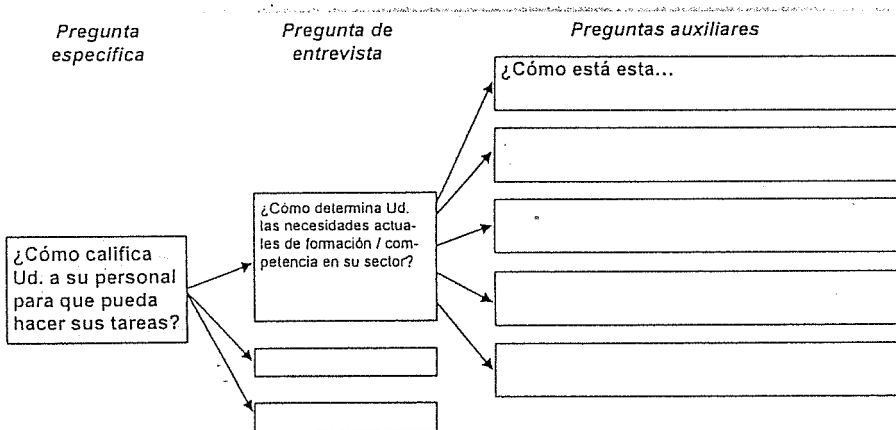 Pregunta
específica
Pregunta de
entrevista
Preguntas auxiliares
¿Cómo califica
Ud. a su personal
para que pueda
hacer sus tareas?
¿Cómo determina Ud.
las necesidades actua-
les de formación / com-
petencia en su sector?
¿Cómo está esta...